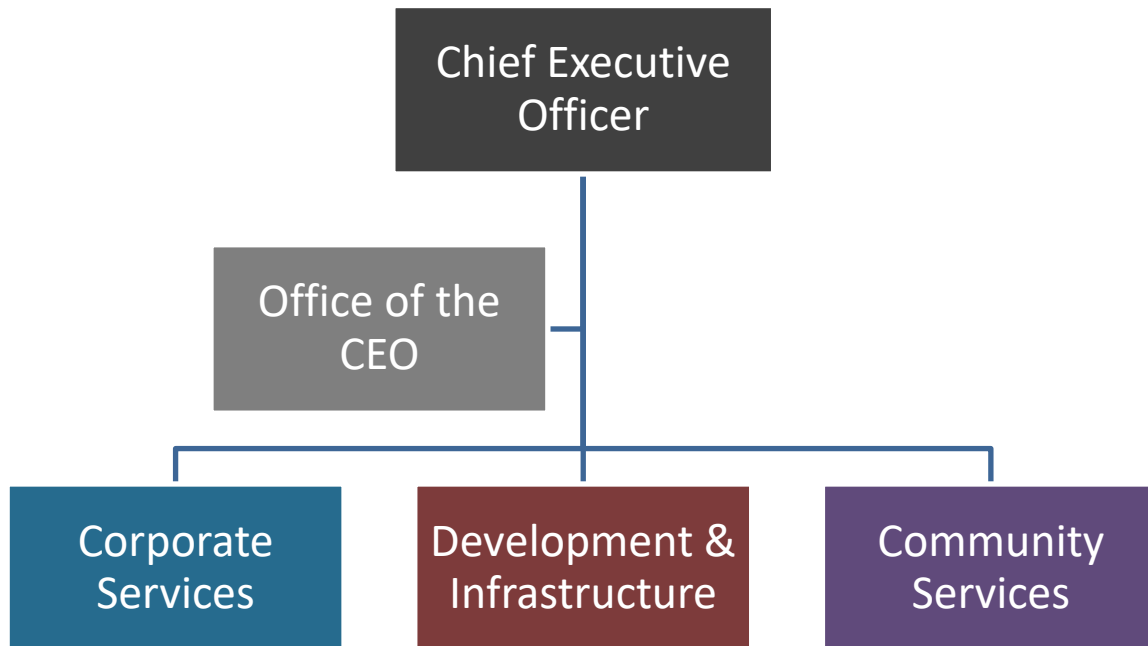 Chief Executive
Officer
Office of the
CEO
Corporate
Services
Development &
Infrastructure
Community
Services